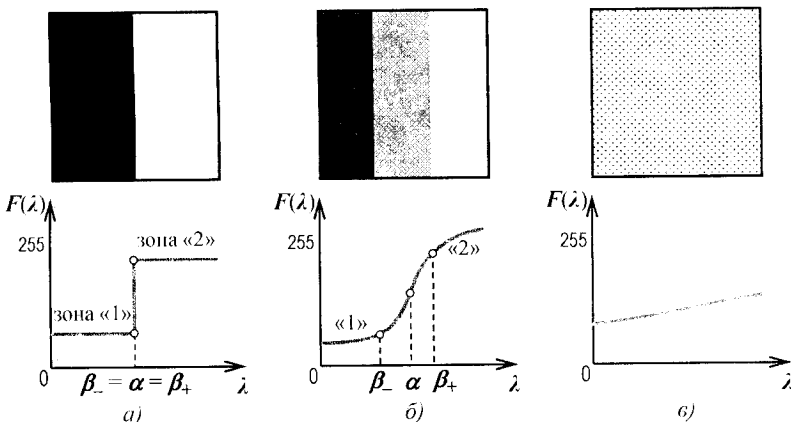 F(λ)
255
зона «2»
зона «1»
0
β₋ = α = β₊
λ
а)
F(λ)
255
«2»
«1»
0
β₋ α β₊
λ
б)
F(λ)
255
0
λ
в)